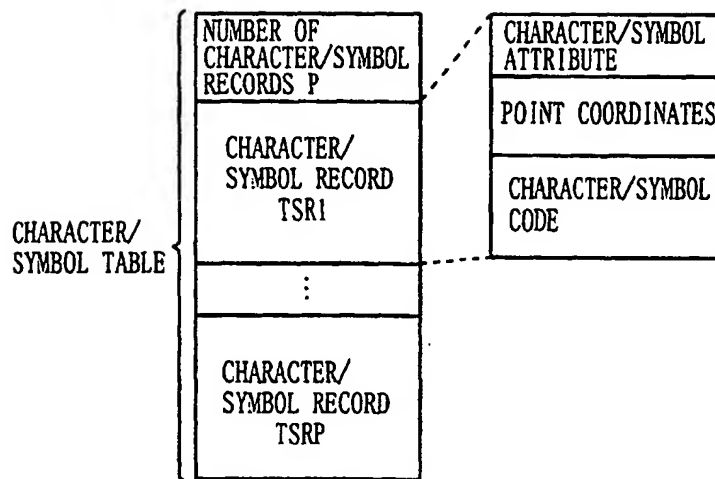 CHARACTER/
SYMBOL TABLE
NUMBER OF
CHARACTER/SYMBOL
RECORDS P
CHARACTER/
SYMBOL RECORD
TSR1
⋮
CHARACTER/
SYMBOL RECORD
TSRP
CHARACTER/SYMBOL
ATTRIBUTE
POINT COORDINATES
CHARACTER/SYMBOL
CODE